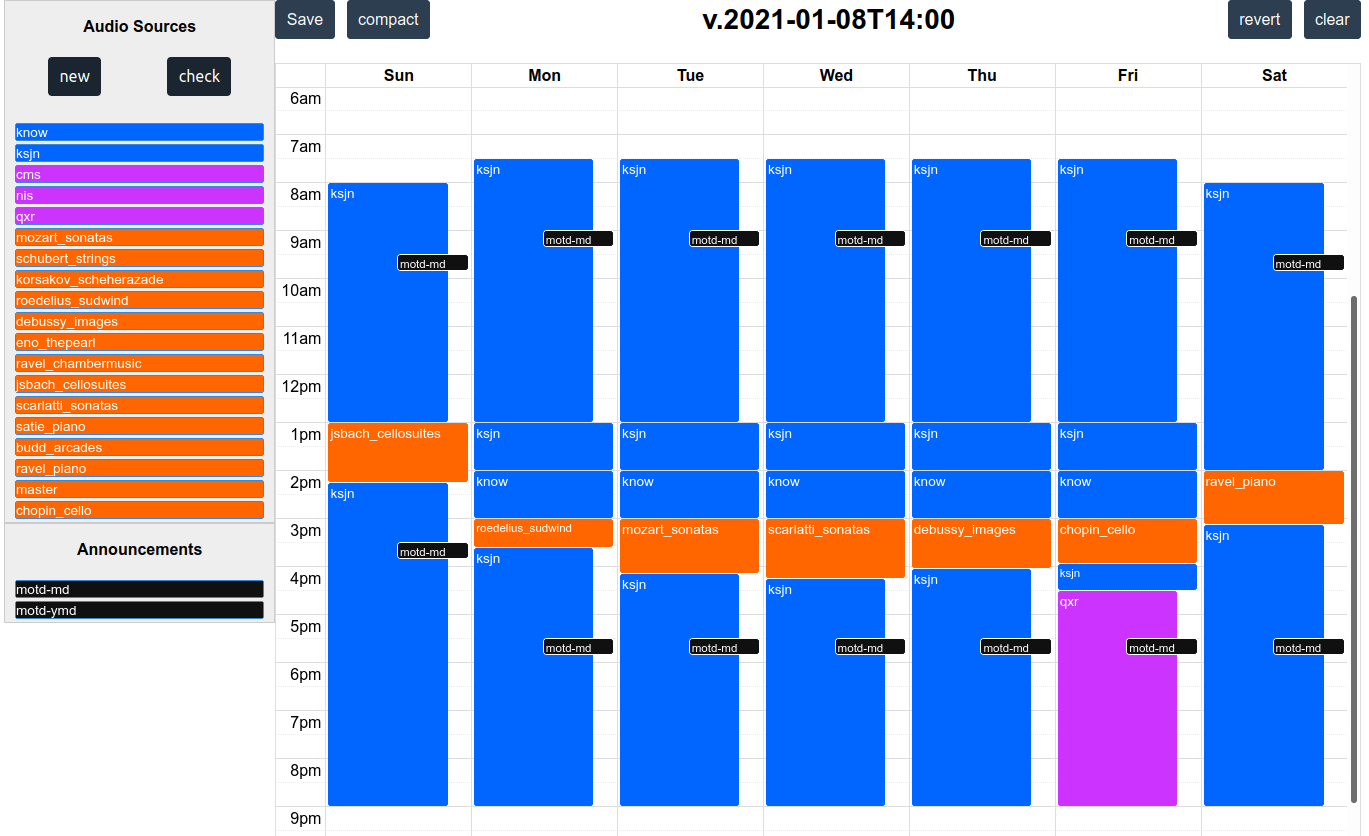 Audio Sources
new check
know
ksjn
cms
nis
qxr
mozart_sonatas
schubert_strings
korsakov_scheherazade
roedelius_sudwind
debussy_images
eno_thepearl
ravel_chambermusic
jsbach_cellosuites
scarlatti_sonatas
satie_piano
budd_arcades
ravel_piano
master
chopin_cello
Announcements
motd-md
motd-ymd
Save compact v.2021-01-08T14:00 revert clear
Sun Mon Tue Wed Thu Fri Sat
6am
7am
ksjn ksjn ksjn ksjn ksjn
8am ksjn ksjn
9am motd-md motd-md motd-md motd-md motd-md
motd-md motd-md
10am
11am
12pm
1pm jsbach_cellosuites ksjn ksjn ksjn ksjn ksjn
2pm know know know know know ravel_piano
ksjn
3pm roedelius_sudwind mozart_sonatas scarlatti_sonatas debussy_images chopin_cello ksjn
motd-md ksjn
4pm ksjn ksjn ksjn ksjn
qxr
5pm
motd-md motd-md motd-md motd-md motd-md motd-md
6pm
7pm
8pm
9pm